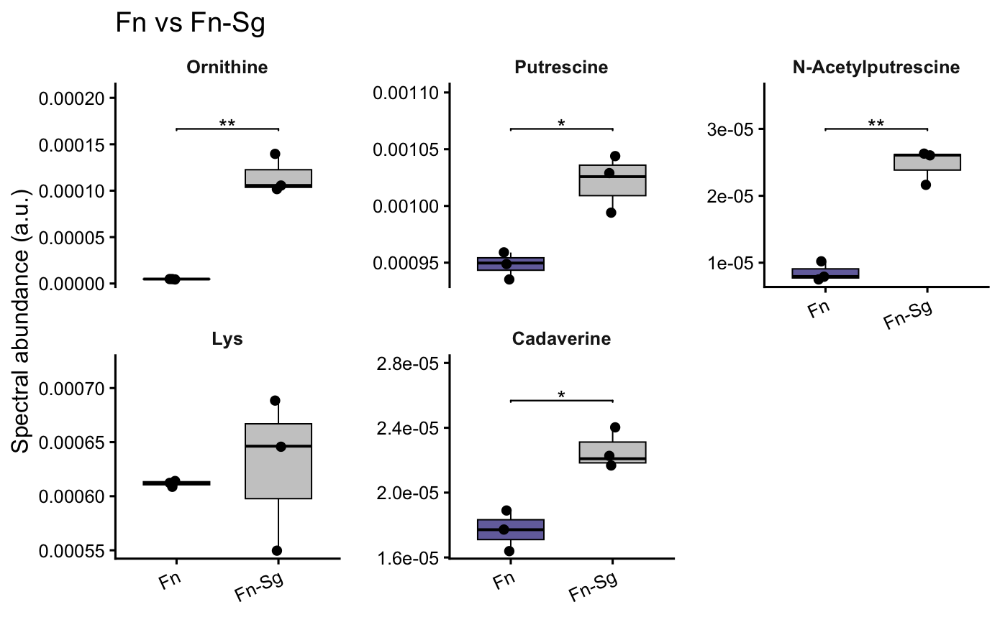 Fn vs Fn-Sg
Ornithine
Putrescine
N-Acetylputrescine
Spectral abundance (a.u.)
0.00020
0.00015
0.00010
0.00005
0.00000
**
0.00110
0.00105
0.00100
0.00095
*
3e-05
2e-05
1e-05
**
Fn
Fn-Sg
Lys
Cadaverine
0.00070
0.00065
0.00060
0.00055
Fn
Fn-Sg
2.8e-05
2.4e-05
2.0e-05
1.6e-05
*
Fn
Fn-Sg